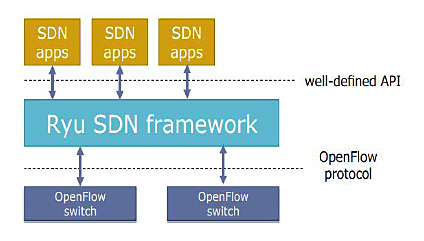 SDN SDN SDN
apps apps apps
well-defined API
Ryu SDN framework
OpenFlow
protocol
OpenFlow OpenFlow
switch switch